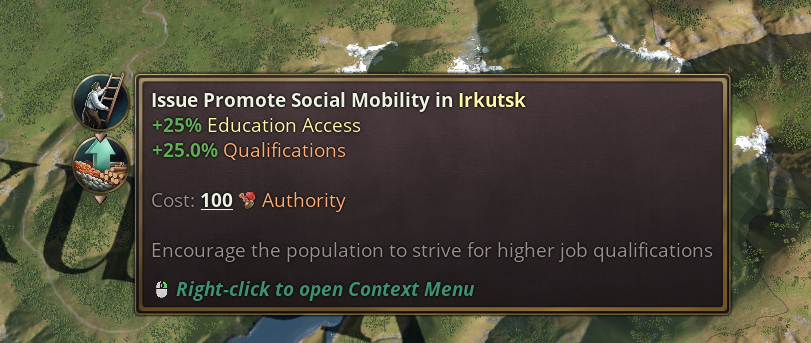 Issue Promote Social Mobility in Irkutsk
+25% Education Access
+25.0% Qualifications
Cost: 100 Authority
Encourage the population to strive for higher job qualifications
Right-click to open Context Menu